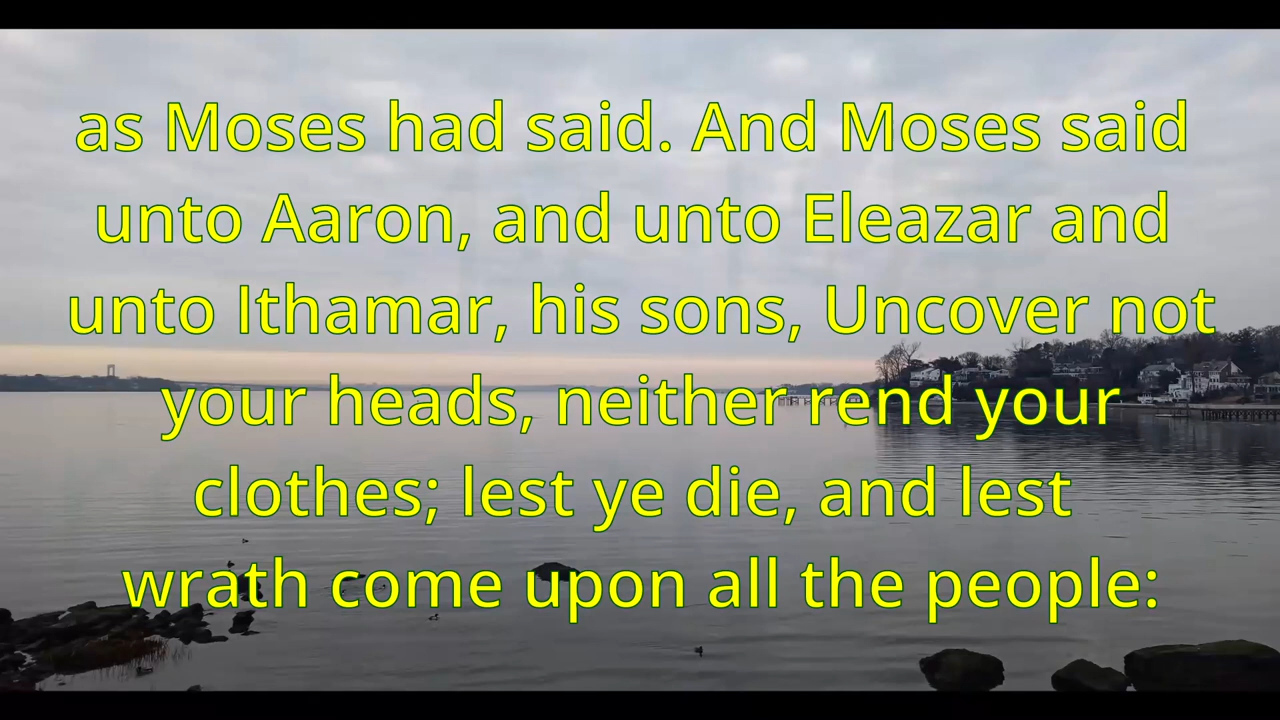 as Moses had said. And Moses said
unto Aaron, and unto Eleazar and
unto Ithamar, his sons, Uncover not
your heads, neither rend your
clothes; lest ye die, and lest
wrath come upon all the people: